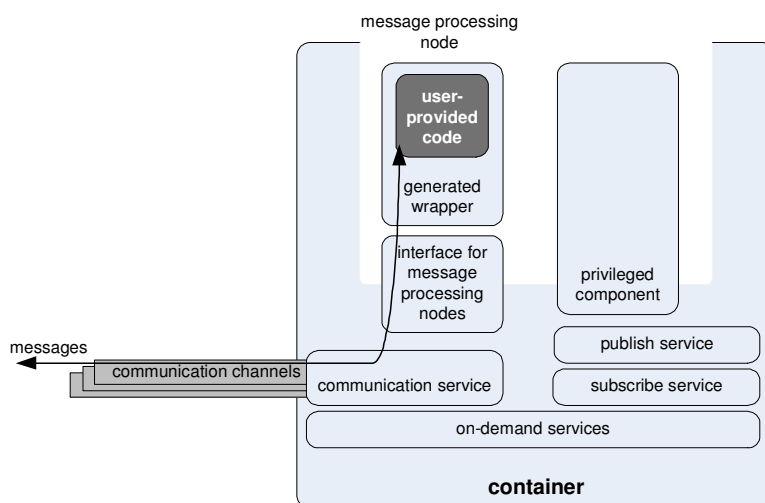 message processing
node
user-
provided
code
generated
wrapper
interface for
message
processing
nodes
privileged
component
messages
communication channels
communication service
publish service
subscribe service
on-demand services
container